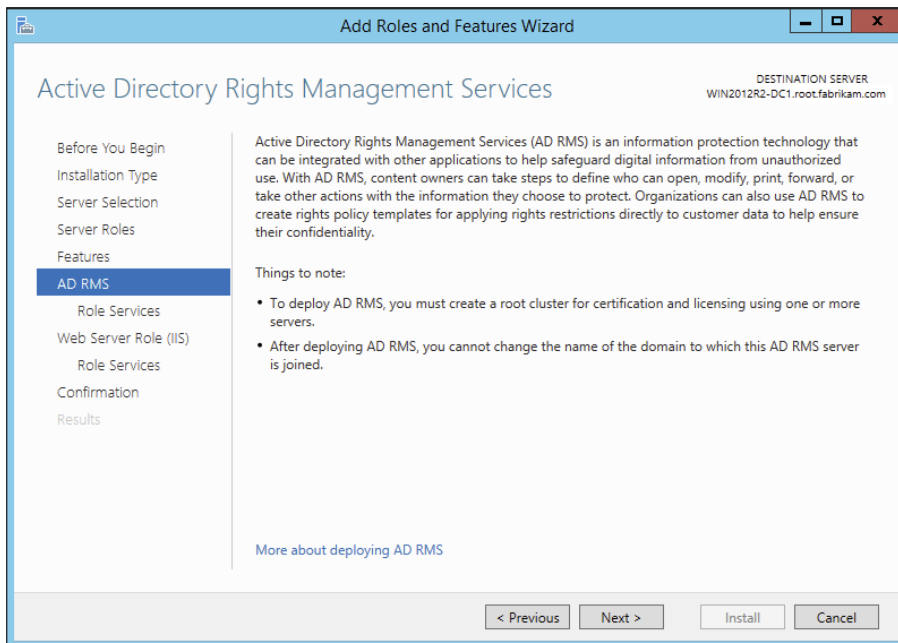 Add Roles and Features Wizard
x
Active Directory Rights Management Services
DESTINATION SERVER
WIN2012R2-DC1.root.fabrikam.com
Before You Begin
Installation Type
Server Selection
Server Roles
Features
AD RMS
Role Services
Web Server Role (IIS)
Role Services
Confirmation
Results
Active Directory Rights Management Services (AD RMS) is an information protection technology that
can be integrated with other applications to help safeguard digital information from unauthorized
use. With AD RMS, content owners can take steps to define who can open, modify, print, forward, or
take other actions with the information they choose to protect. Organizations can also use AD RMS to
create rights policy templates for applying rights restrictions directly to customer data to help ensure
their confidentiality.
Things to note:
• To deploy AD RMS, you must create a root cluster for certification and licensing using one or more
servers.
• After deploying AD RMS, you cannot change the name of the domain to which this AD RMS server
is joined.
More about deploying AD RMS
< Previous
Next >
Install
Cancel